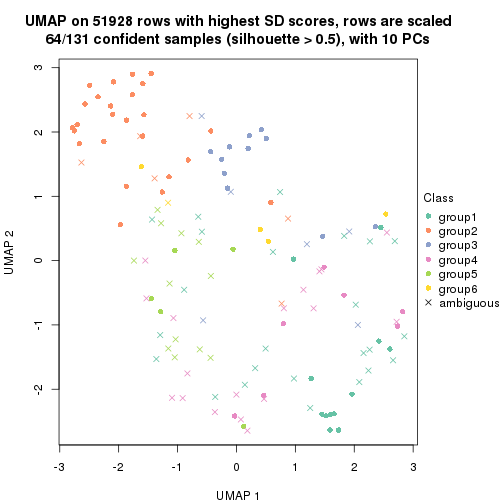 UMAP on 51928 rows with highest SD scores, rows are scaled
64/131 confident samples (silhouette > 0.5), with 10 PCs
3
2
1
0
-1
-2
UMAP 2
-3
-2
-1
0
1
2
3
UMAP 1
Class
group1
group2
group3
group4
group5
group6
ambiguous